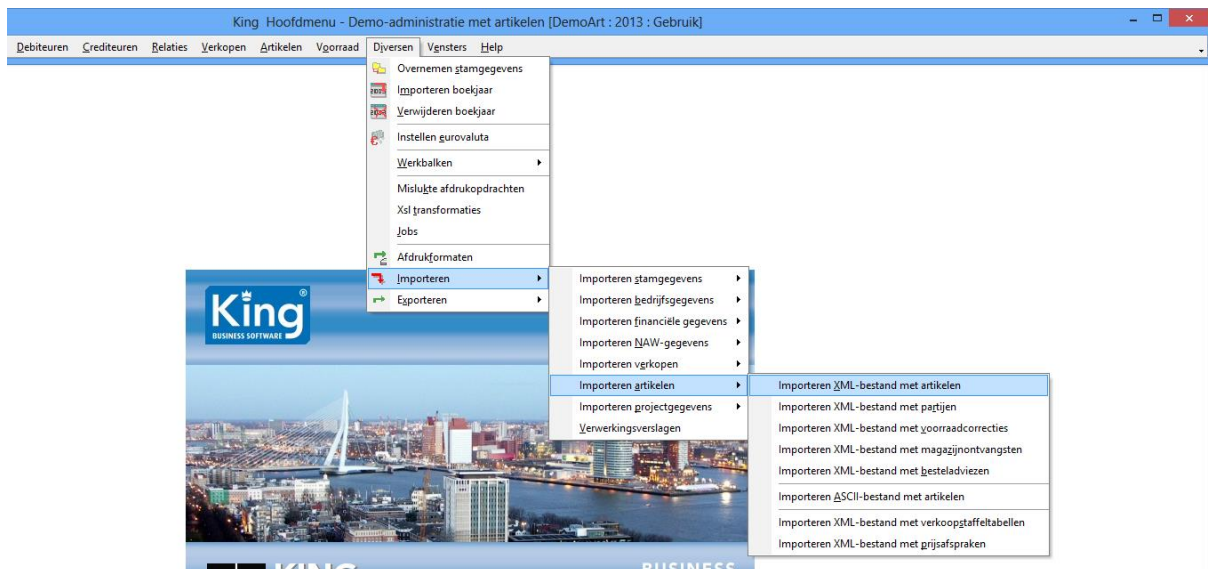 King Hoofdmenu - Demo-administratie met artikelen [DemoArt : 2013 : Gebruik]
Debiteuren Crediteuren Relaties Verkopen Artikelen Voorraad Diversen Vensters Help
Overnemen stamgegevens
Importeren boekjaar
Verwijderen boekjaar
Instellen eurovaluta
Werkbalken
Mislukte afdrukopdrachten
Xsl transformaties
Jobs
Afdrukformaten
Importeren
Exporteren
Importeren stamgegevens
Importeren bedrijfsgegevens
Importeren financiële gegevens
Importeren NAW-gegevens
Importeren verkopen
Importeren artikelen
Importeren projectgegevens
Verwerkingsverslagen
Importeren XML-bestand met artikelen
Importeren XML-bestand met partijen
Importeren XML-bestand met voorraadcorrecties
Importeren XML-bestand met magazijnontvangsten
Importeren XML-bestand met besteladviezen
Importeren ASCII-bestand met artikelen
Importeren XML-bestand met verkoopstaffeltabellen
Importeren XML-bestand met prijsafspraken
King®
BUSINESS SOFTWARE
KING BUSINESS